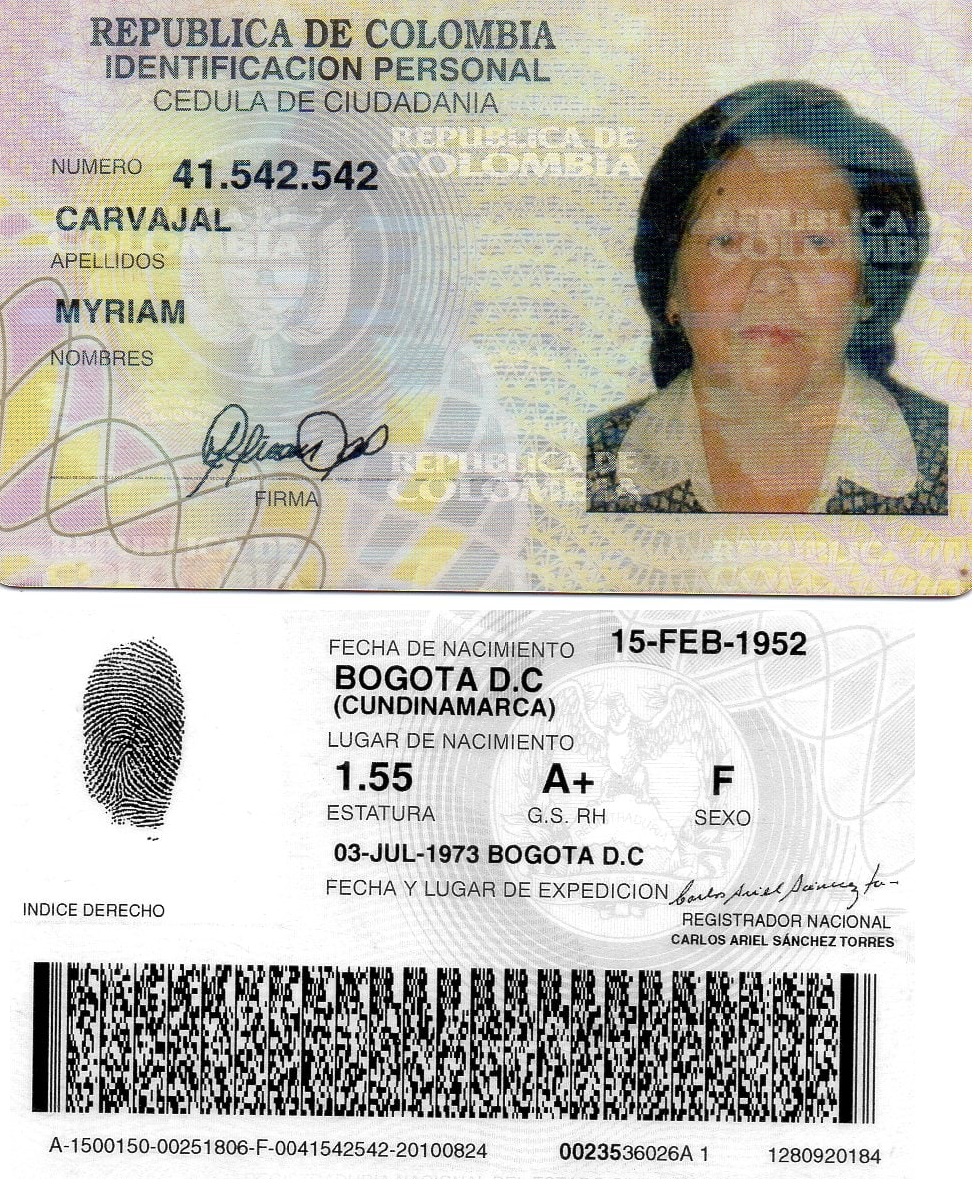 REPUBLICA DE COLOMBIA
IDENTIFICACION PERSONAL
CEDULA DE CIUDADANIA
REPUBLICA DE
COLOMBIA
NUMERO 41.542.542
CARVAJAL
APELLIDOS
MYRIAM
NOMBRES
REPUBLICA DE
COLOMBIA
FIRMA
FECHA DE NACIMIENTO 15-FEB-1952
BOGOTA D.C
(CUNDINAMARCA)
LUGAR DE NACIMIENTO
1.55 A+ F
ESTATURA G.S. RH SEXO
03-JUL-1973 BOGOTA D.C
FECHA Y LUGAR DE EXPEDICION
INDICE DERECHO
REGISTRADOR NACIONAL
CARLOS ARIEL SÁNCHEZ TORRES
A-1500150-00251806-F-0041542542-20100824 0023536026A 1 1280920184